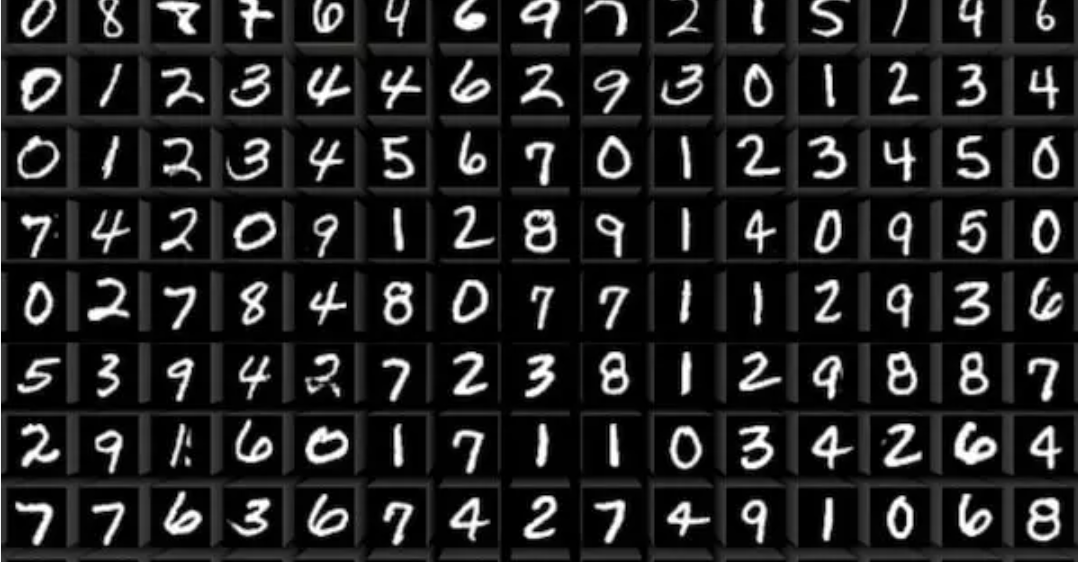 0 8 7 6 4 6 9 7 2 1 5 1 4 6
0 1 2 3 4 4 6 2 9 3 0 1 2 3 4
0 1 2 3 4 5 6 7 0 1 2 3 4 5 0
7 4 2 0 9 1 2 8 9 1 4 0 9 5 0
0 2 7 8 4 8 0 7 7 1 1 2 9 3 6
5 3 9 4 2 7 2 3 8 1 2 9 8 8 7
2 9 1 6 0 1 7 1 1 0 3 4 2 6 4
7 7 6 3 6 7 4 2 7 4 9 1 0 6 8